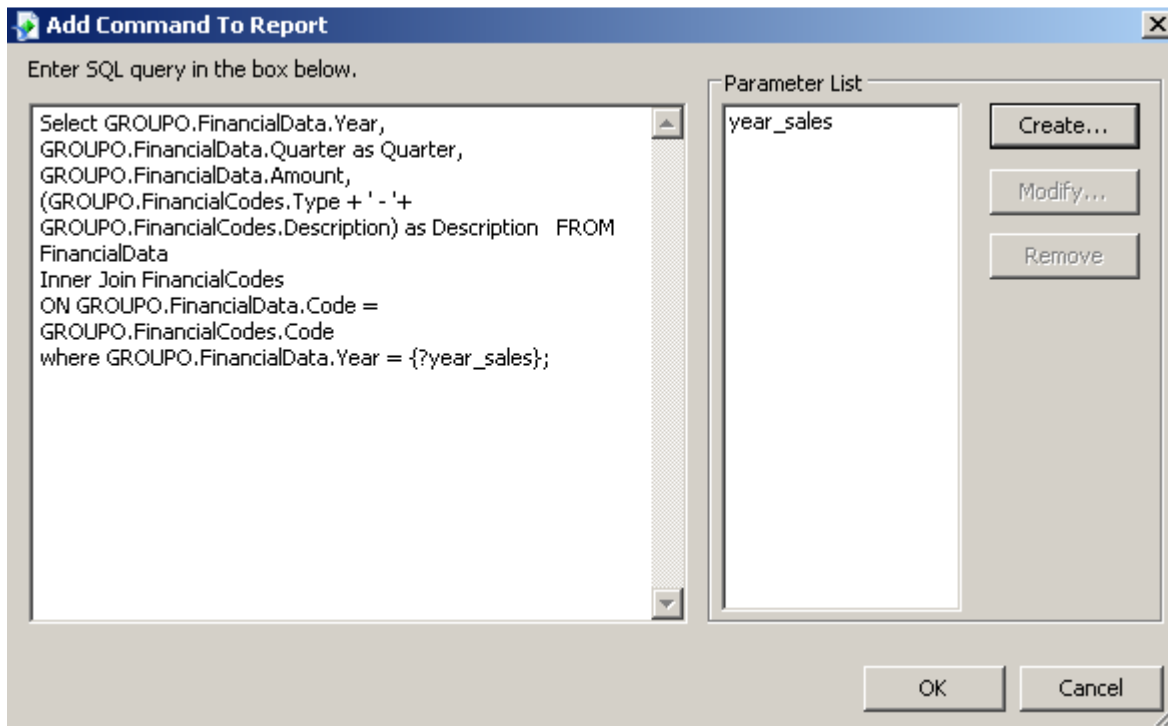 Add Command To Report
Enter SQL query in the box below.
Select GROUPO.FinancialData.Year,
GROUPO.FinancialData.Quarter as Quarter,
GROUPO.FinancialData.Amount,
(GROUPO.FinancialCodes.Type + ' - '+
GROUPO.FinancialCodes.Description) as Description   FROM
FinancialData
Inner Join FinancialCodes
ON GROUPO.FinancialData.Code =
GROUPO.FinancialCodes.Code
where GROUPO.FinancialData.Year = {?year_sales};
Parameter List
year_sales
Create...
Modify...
Remove
OK
Cancel